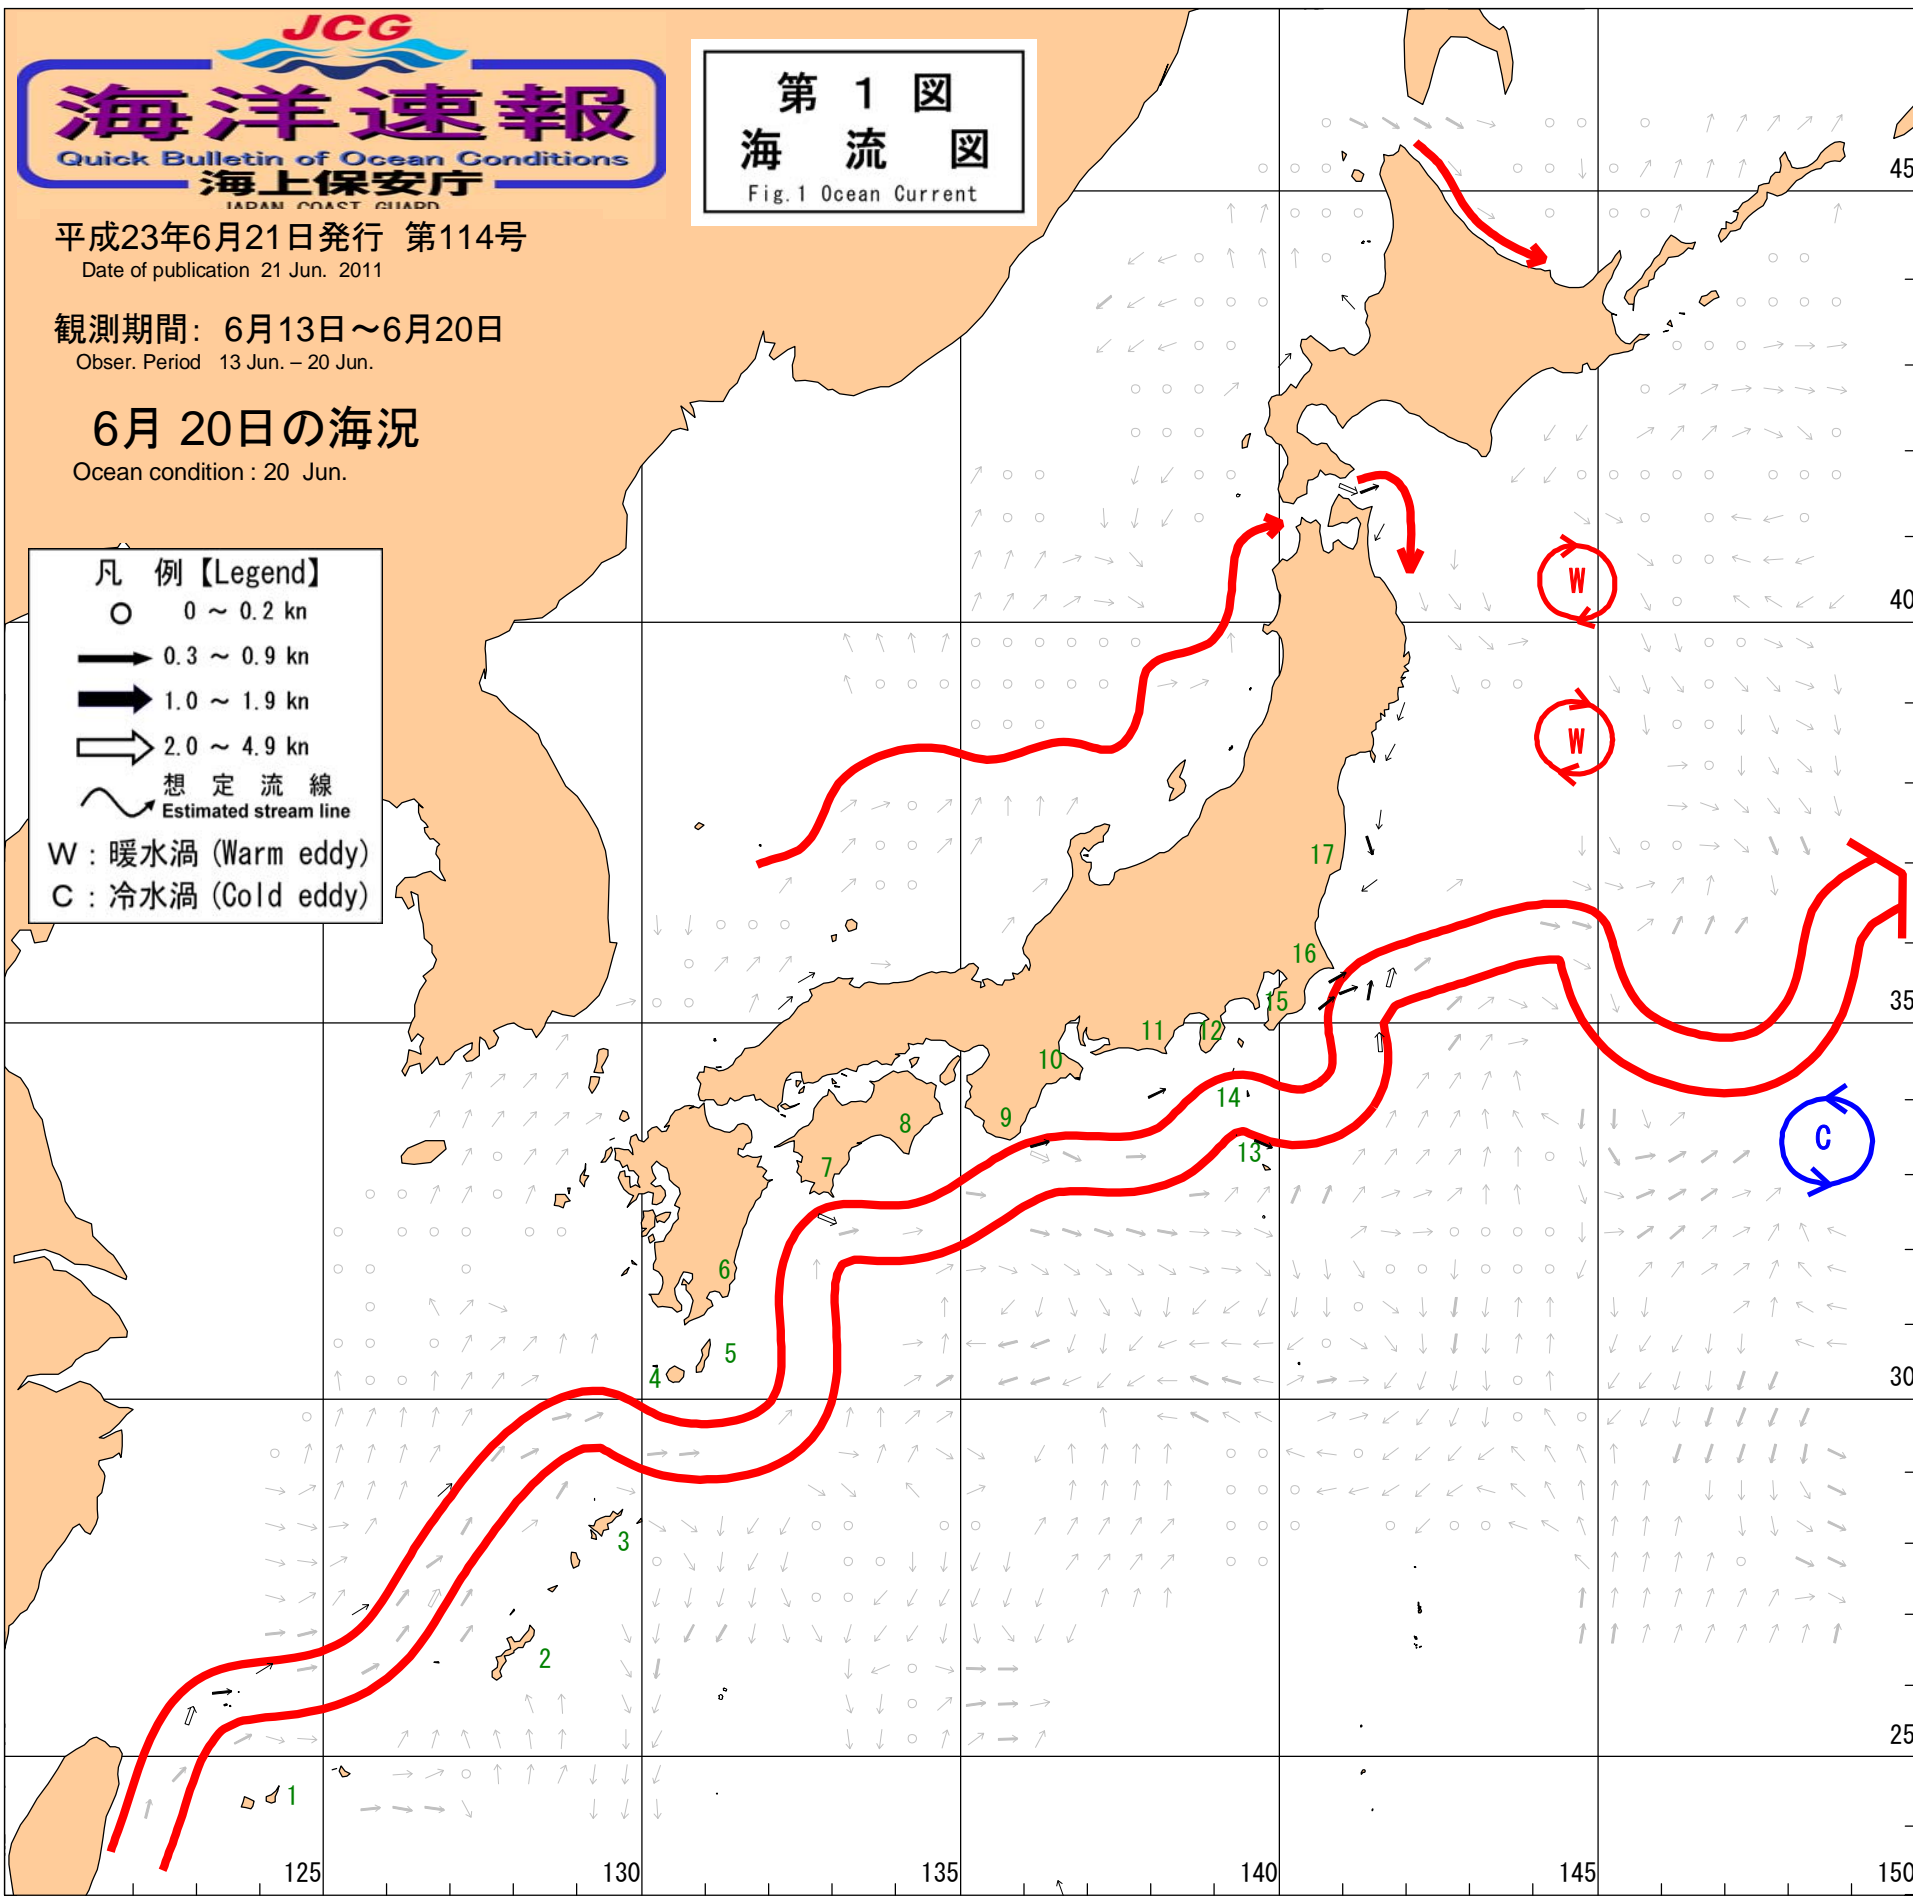 JCG
海洋速報
Quick Bulletin of Ocean Conditions
海上保安庁
JAPAN COAST GUARD
第 1 図
海 流 図
Fig.1 Ocean Current
平成23年6月21日発行 第114号
Date of publication 21 Jun. 2011
観測期間: 6月13日~6月20日
Obser. Period 13 Jun. – 20 Jun.
6月 20日の海況
Ocean condition : 20 Jun.
凡 例【Legend】
0 ~ 0.2 kn
0.3 ~ 0.9 kn
1.0 ~ 1.9 kn
2.0 ~ 4.9 kn
想 定 流 線
Estimated stream line
W : 暖水渦 (Warm eddy)
C : 冷水渦 (Cold eddy)
45
W
40
W
17
16
15
35
11
12
10
14
9
8
C
13
7
6
5
4
30
3
2
25
1
125
130
135
140
145
150